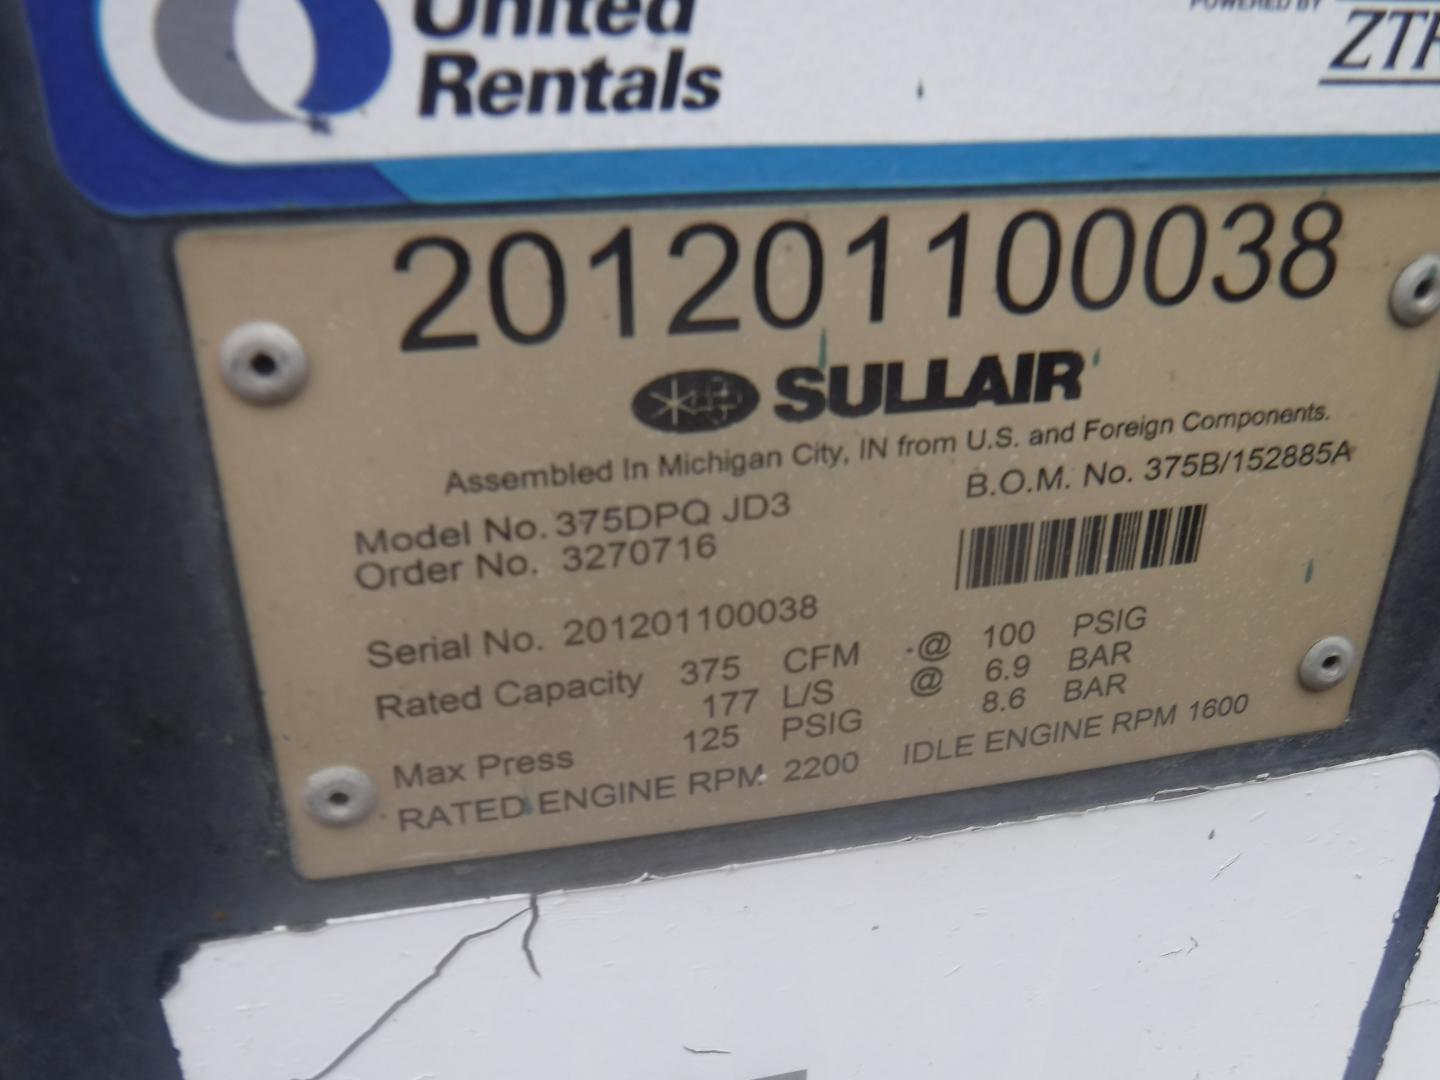 United
Rentals
POWERED BY
201201100038
SULLAIR
Assembled In Michigan City, IN from U.S. and Foreign Components.
Model No. 375DPQ JD3
B.O.M. No. 375B/152885A
Order No. 3270716
Serial No. 201201100038
Rated Capacity 375 CFM @ 100 PSIG
177 L/S @ 6.9 BAR
Max Press 125 PSIG 8.6 BAR
RATED ENGINE RPM 2200 IDLE ENGINE RPM 1600